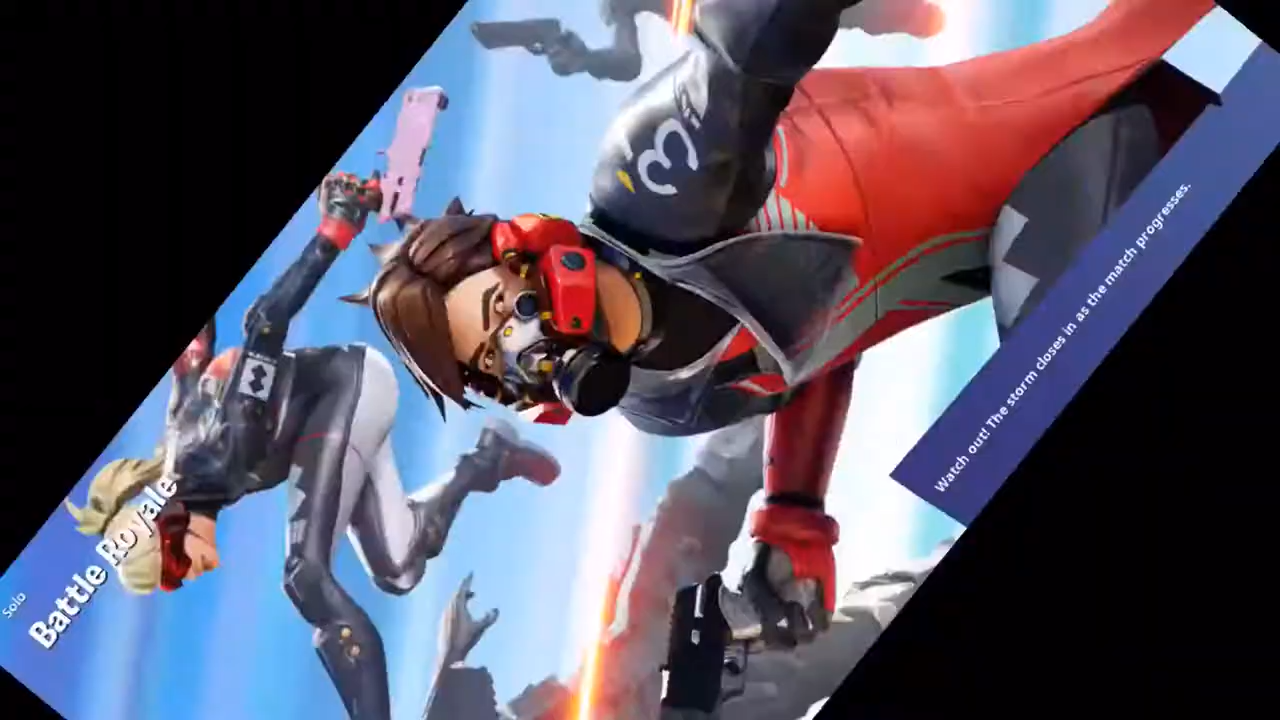 Solo
Battle Royale
Watch out! The storm closes in as the match progresses.